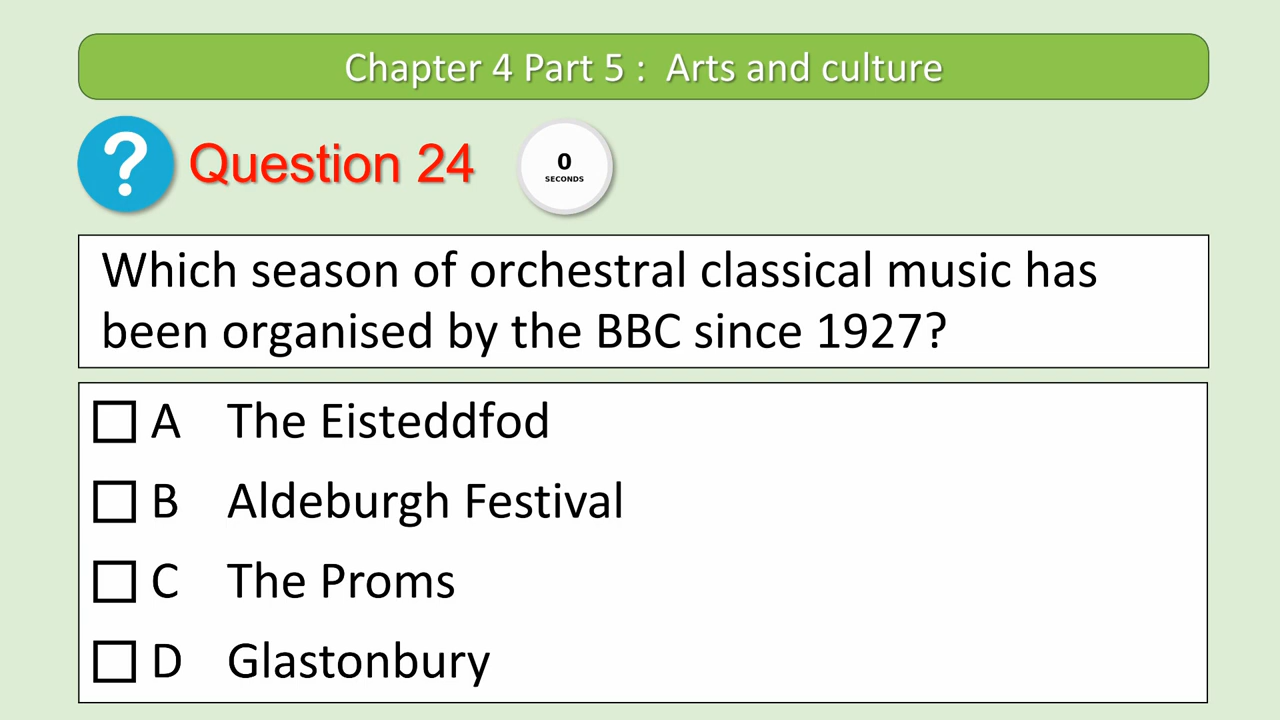 Chapter 4 Part 5 : Arts and culture
?
Question 24
0
SECONDS
Which season of orchestral classical music has
been organised by the BBC since 1927?
A The Eisteddfod
B Aldeburgh Festival
C The Proms
D Glastonbury